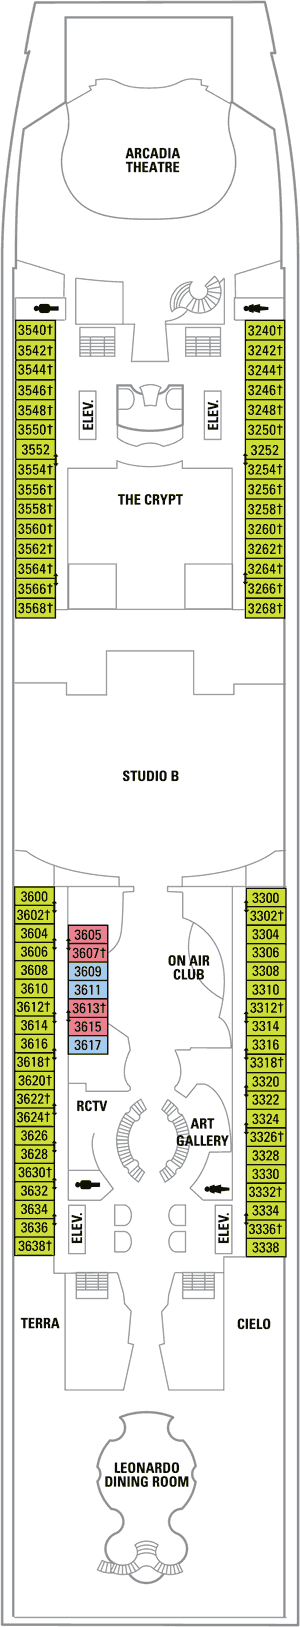 ARCADIA
THEATRE
3540† 3240†
3542† 3242†
3544† 3244†
3546† 3246†
3548† ELEV. ELEV. 3248†
3550† 3250†
3552 3252
3554† 3254†
3556† THE CRYPT 3256†
3558† 3258†
3560† 3260†
3562† 3262†
3564† 3264†
3566† 3266†
3568† 3268†
STUDIO B
3600 3300
3602† 3302†
3604 3605 3304
3606 3607† ON AIR 3306
3608 3609 CLUB 3308
3610 3611 3310
3612† 3613† 3312†
3614 3615 3314
3616 3617 3316
3618† 3318†
3620† 3320
3622† RCTV 3322
3624† ART 3324
3626 GALLERY 3326†
3628 3328
3630† 3330
3632 3332†
3634 ELEV. ELEV. 3334
3636 3336†
3638† 3338
TERRA CIELO
LEONARDO
DINING ROOM